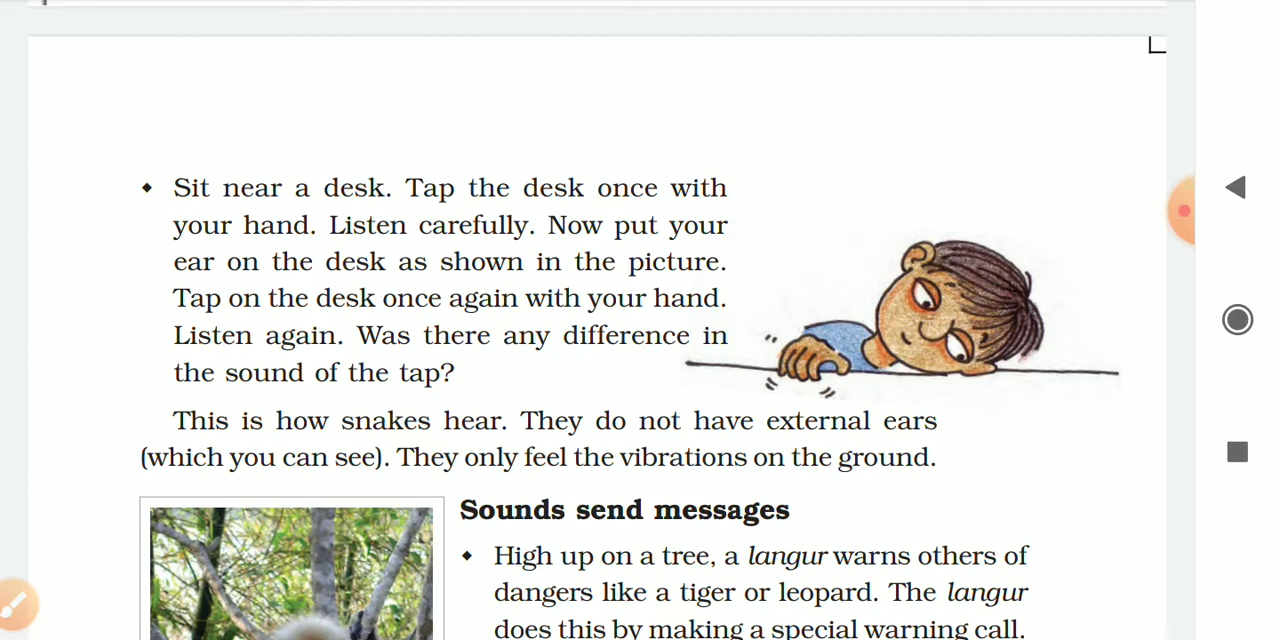 ◆ Sit near a desk. Tap the desk once with
your hand. Listen carefully. Now put your
ear on the desk as shown in the picture.
Tap on the desk once again with your hand.
Listen again. Was there any difference in
the sound of the tap?
This is how snakes hear. They do not have external ears
(which you can see). They only feel the vibrations on the ground.
Sounds send messages
◆ High up on a tree, a langur warns others of
dangers like a tiger or leopard. The langur
does this by making a special warning call.